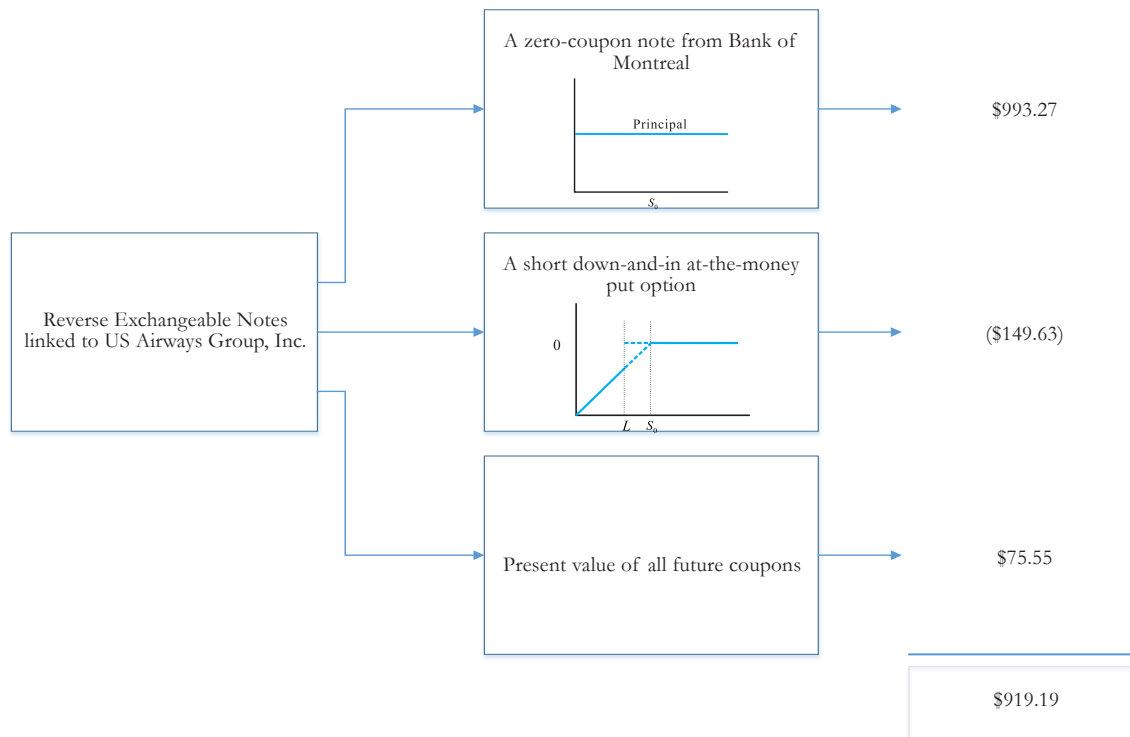 A zero-coupon note from Bank of
Montreal
Principal
S₀
$993.27
Reverse Exchangeable Notes
linked to US Airways Group, Inc.
A short down-and-in at-the-money
put option
0
L S₀
($149.63)
Present value of all future coupons
$75.55
$919.19